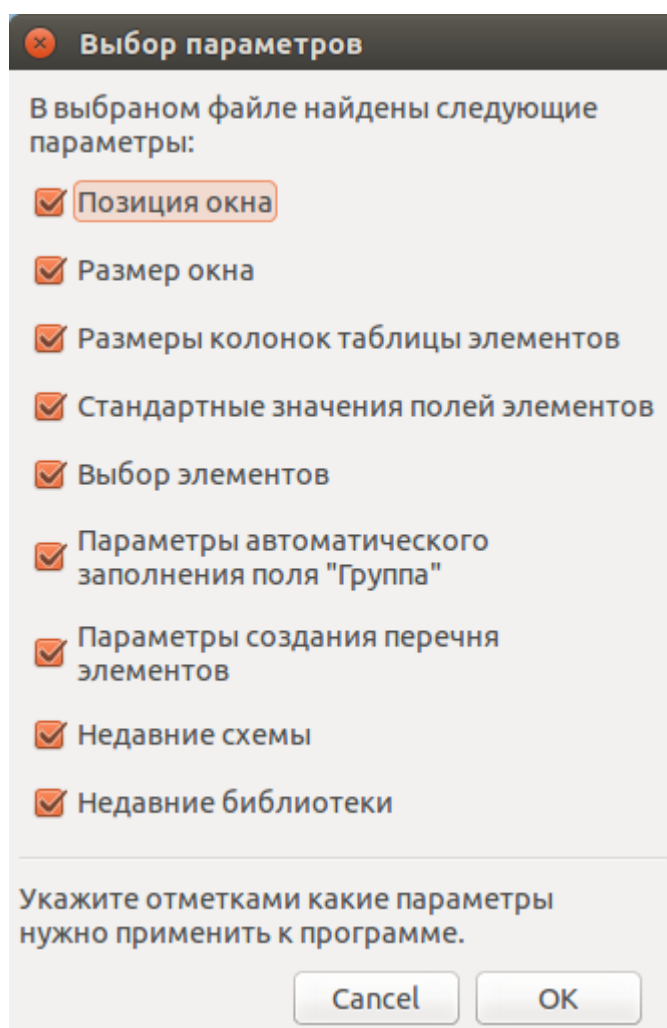 Выбор параметров
В выбраном файле найдены следующие
параметры:
Позиция окна
Размер окна
Размеры колонок таблицы элементов
Стандартные значения полей элементов
Выбор элементов
Параметры автоматического
заполнения поля "Группа"
Параметры создания перечня
элементов
Недавние схемы
Недавние библиотеки
Укажите отметками какие параметры
нужно применить к программе.
Cancel OK